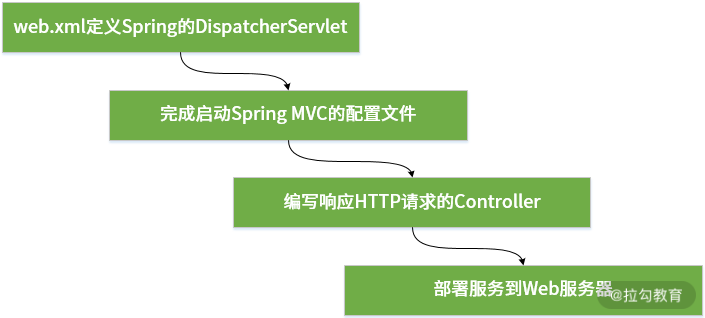 web.xml定义Spring的DispatcherServlet
完成启动Spring MVC的配置文件
编写响应HTTP请求的Controller
部署服务到Web服务器
@拉勾教育